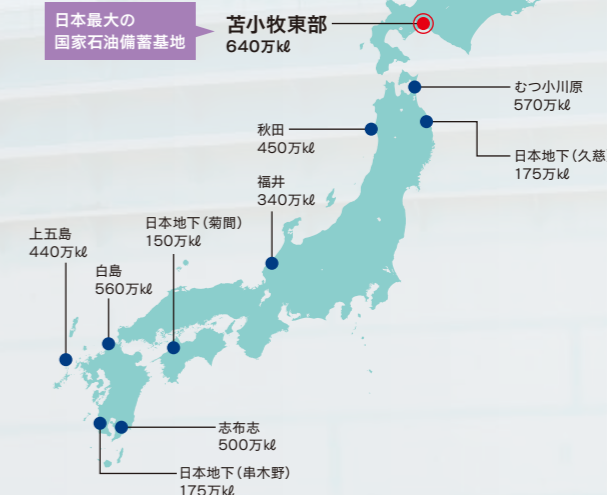 日本最大の
国家石油備蓄基地
苫小牧東部
640万㎘
むつ小川原
570万㎘
秋田
450万㎘
日本地下（久慈）
175万㎘
福井
340万㎘
日本地下（菊間）
150万㎘
上五島
440万㎘
白島
560万㎘
志布志
500万㎘
日本地下（串木野）
175万㎘